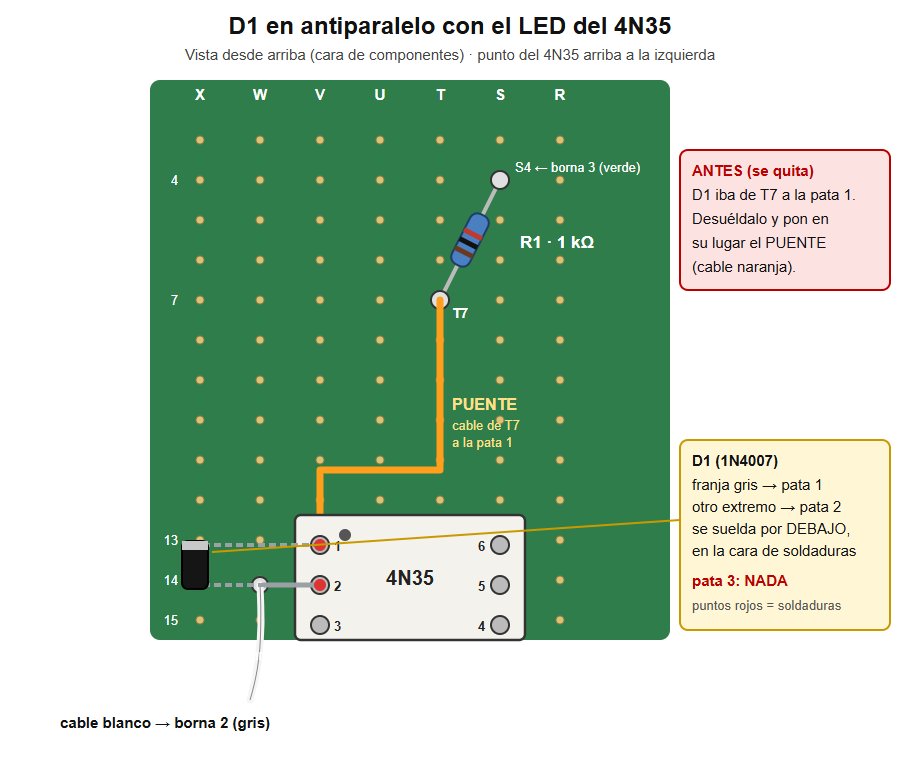 D1 en antiparalelo con el LED del 4N35
Vista desde arriba (cara de componentes) · punto del 4N35 arriba a la izquierda
X W V U T S R
4
S4 ← borna 3 (verde)
R1 · 1 kΩ
7
T7
PUENTE
cable de T7
a la pata 1
ANTES (se quita)
D1 iba de T7 a la pata 1.
Desuéldalo y pon en
su lugar el PUENTE
(cable naranja).
D1 (1N4007)
franja gris → pata 1
otro extremo → pata 2
se suelda por DEBAJO,
en la cara de soldaduras
pata 3: NADA
puntos rojos = soldaduras
13
14
15
1
2
3
4N35
6
5
4
cable blanco → borna 2 (gris)